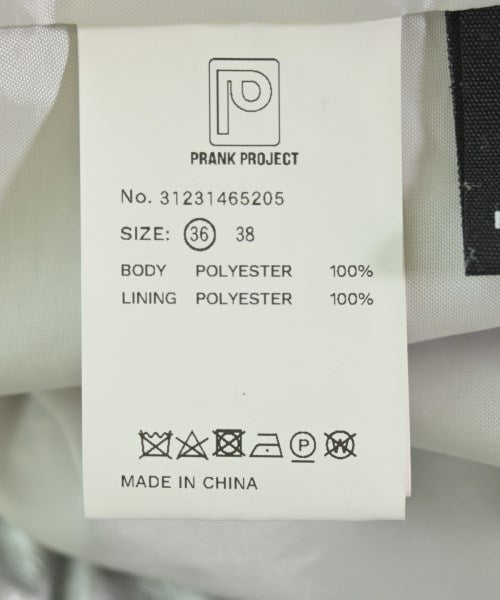 P
PRANK PROJECT
No. 31231465205
SIZE: 36 38
BODY POLYESTER 100%
LINING POLYESTER 100%
P W
MADE IN CHINA